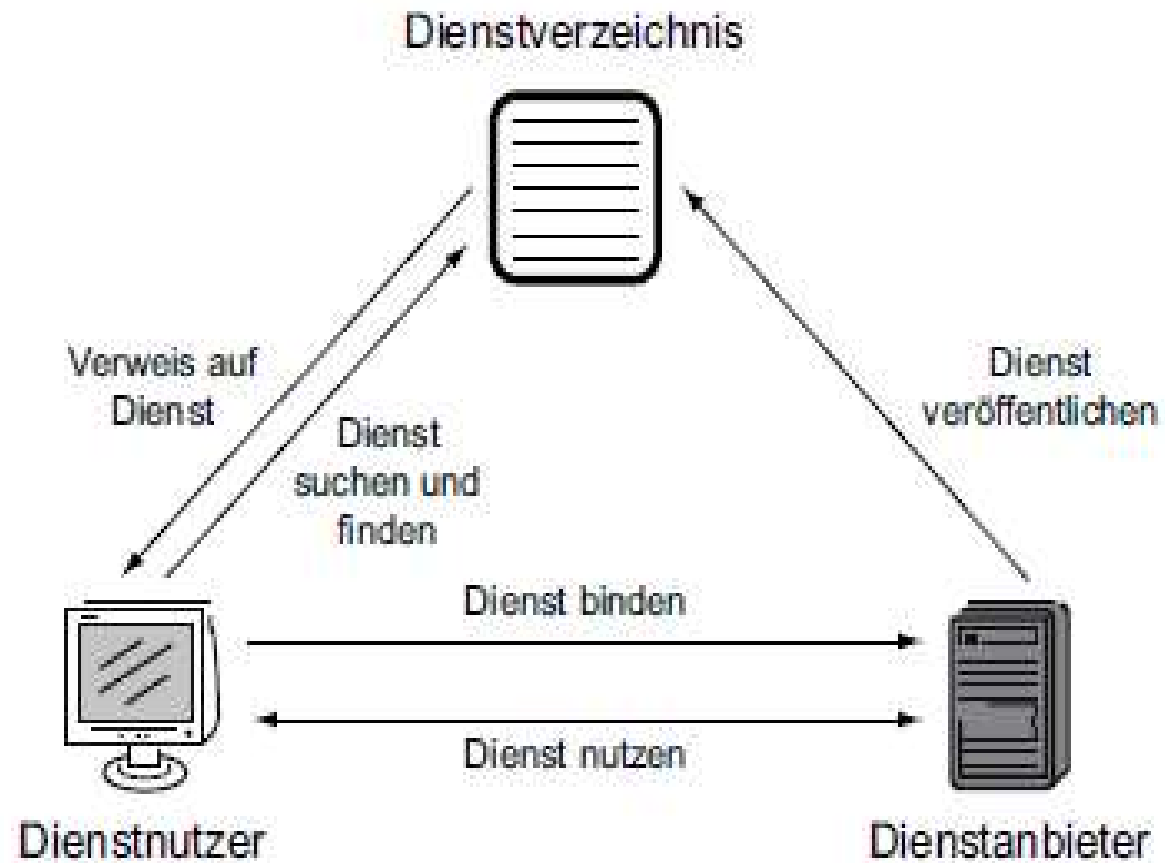 Dienstverzeichnis
Verweis auf
Dienst
Dienst
suchen und
finden
Dienst
veröffentlichen
Dienst binden
Dienst nutzen
Dienstnutzer
Dienstanbieter